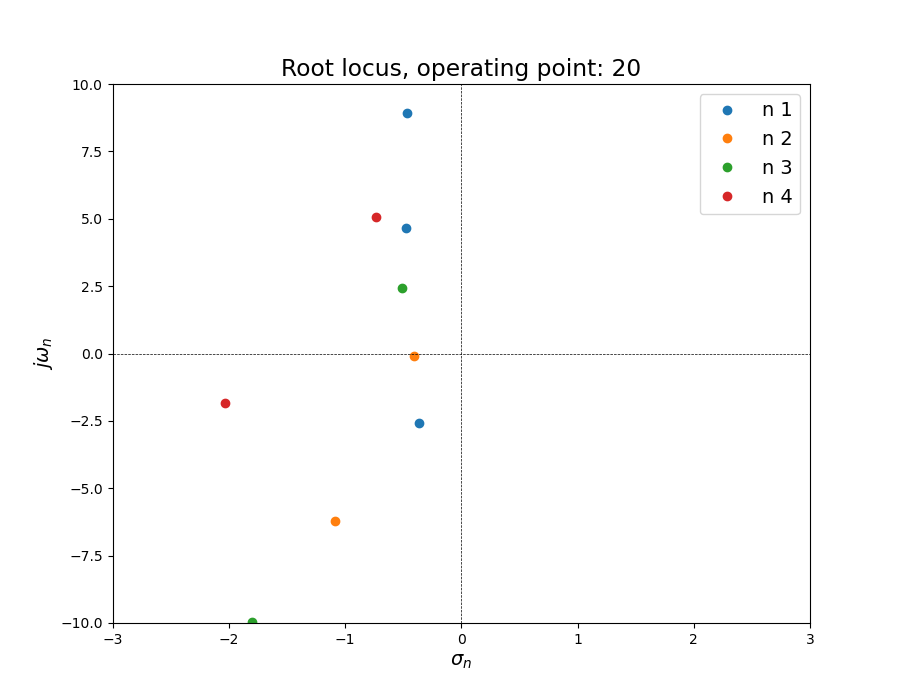 Root locus, operating point: 20
10.0
7.5
5.0
2.5
0.0
−2.5
−5.0
−7.5
−10.0
jωₙ
n 1
n 2
n 3
n 4
−3
−2
−1
0
1
2
3
σₙ